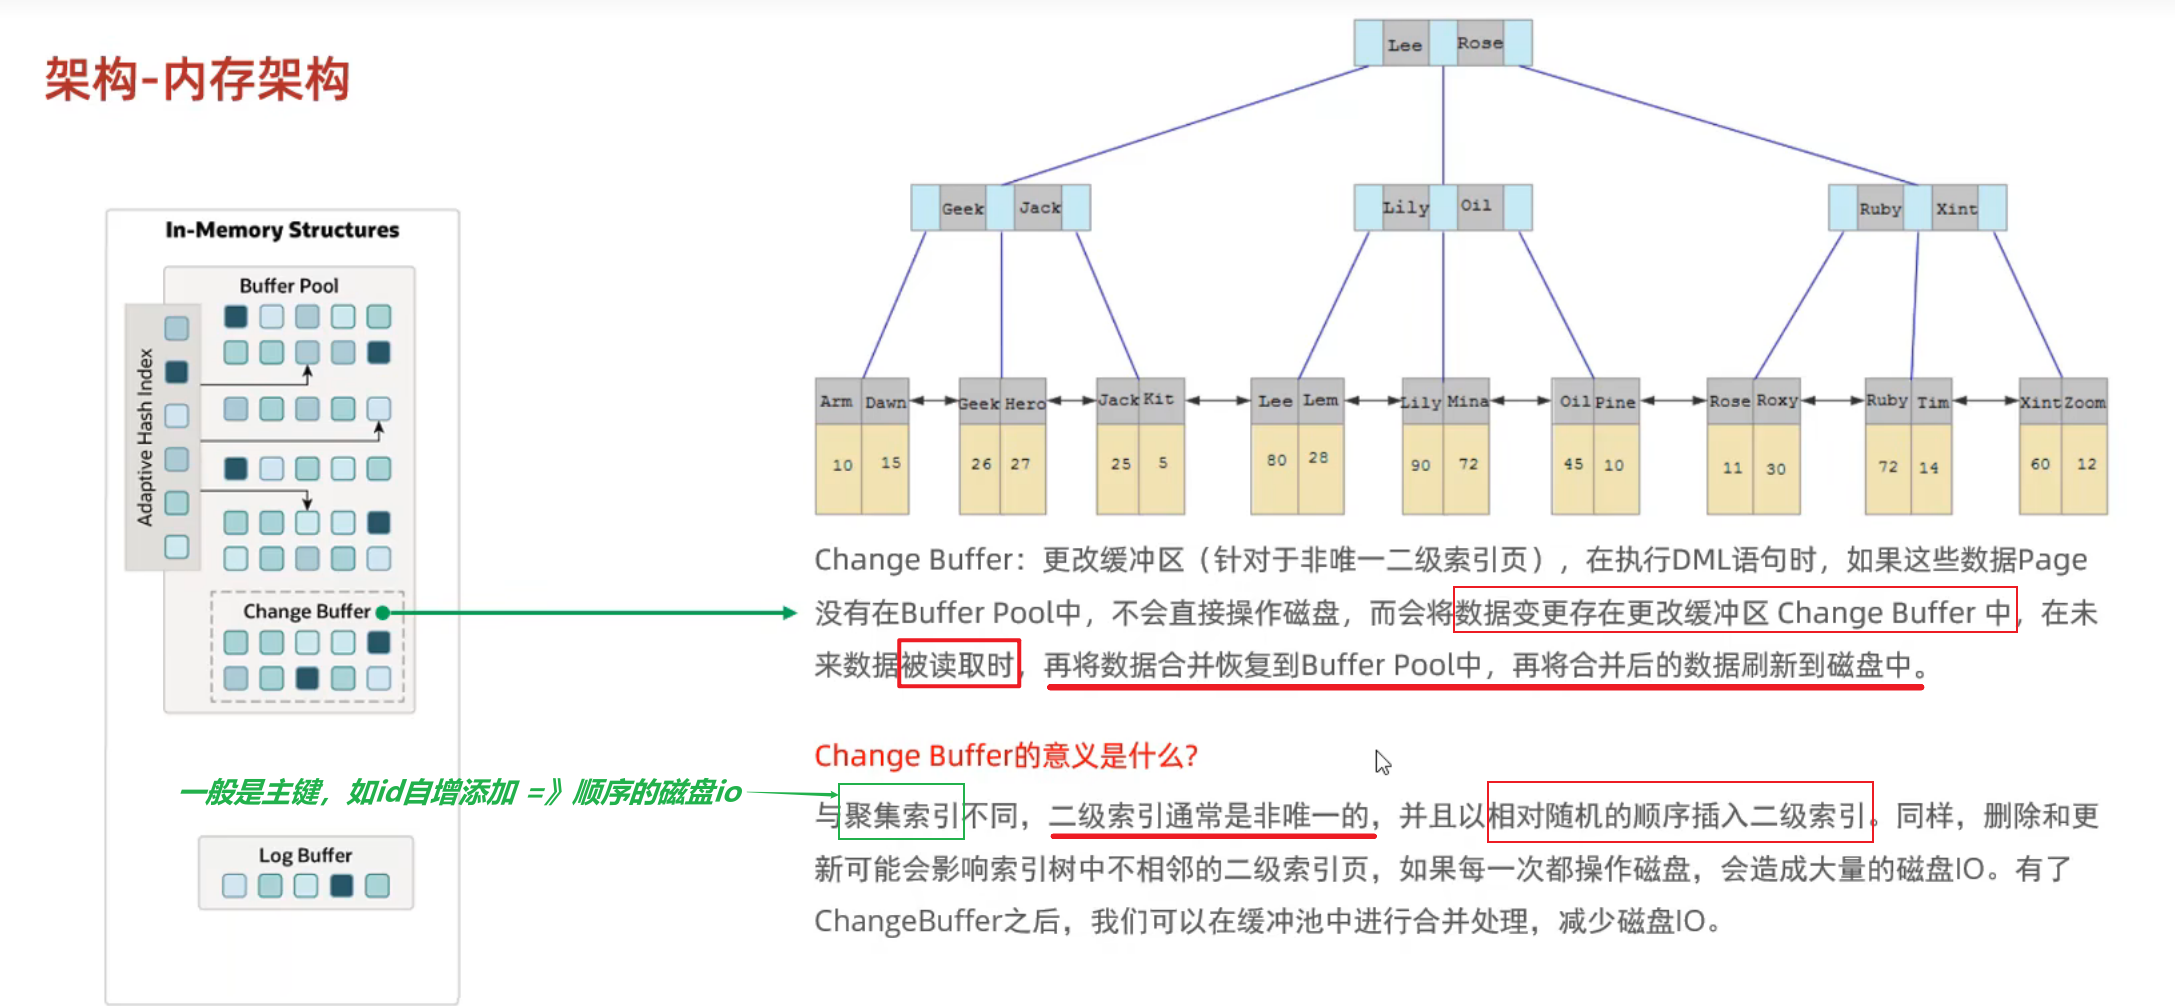 架构-内存架构
In-Memory Structures
Buffer Pool
Adaptive Hash Index
Change Buffer
Log Buffer
Lee Rose
Geek Jack
Lily Oil
Ruby Xint
Arm Dawn Geek Hero Jack Kit Lee Lem Lily Mina Oil Pine Rose Roxy Ruby Tim Xint Zoom
10 15 26 27 25 5 80 28 90 72 45 10 11 30 72 14 60 12
Change Buffer：更改缓冲区（针对于非唯一二级索引页），在执行DML语句时，如果这些数据Page
没有在Buffer Pool中，不会直接操作磁盘，而会将数据变更存在更改缓冲区 Change Buffer 中，在未
来数据被读取时，再将数据合并恢复到Buffer Pool中，再将合并后的数据刷新到磁盘中。
Change Buffer的意义是什么?
一般是主键，如id自增添加 =》顺序的磁盘io
与聚集索引不同，二级索引通常是非唯一的，并且以相对随机的顺序插入二级索引。同样，删除和更
新可能会影响索引树中不相邻的二级索引页，如果每一次都操作磁盘，会造成大量的磁盘IO。有了
ChangeBuffer之后，我们可以在缓冲池中进行合并处理，减少磁盘IO。